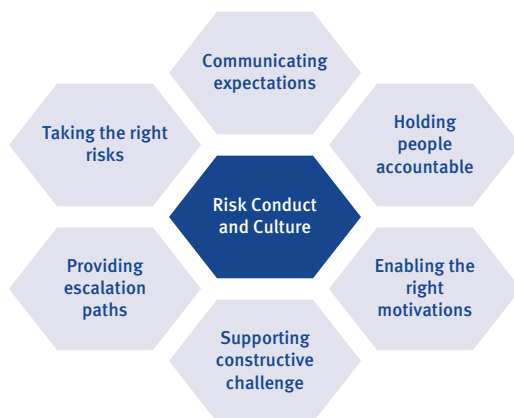 Communicating
expectations
Taking the right
risks
Holding
people
accountable
Risk Conduct
and Culture
Providing
escalation
paths
Enabling the
right
motivations
Supporting
constructive
challenge